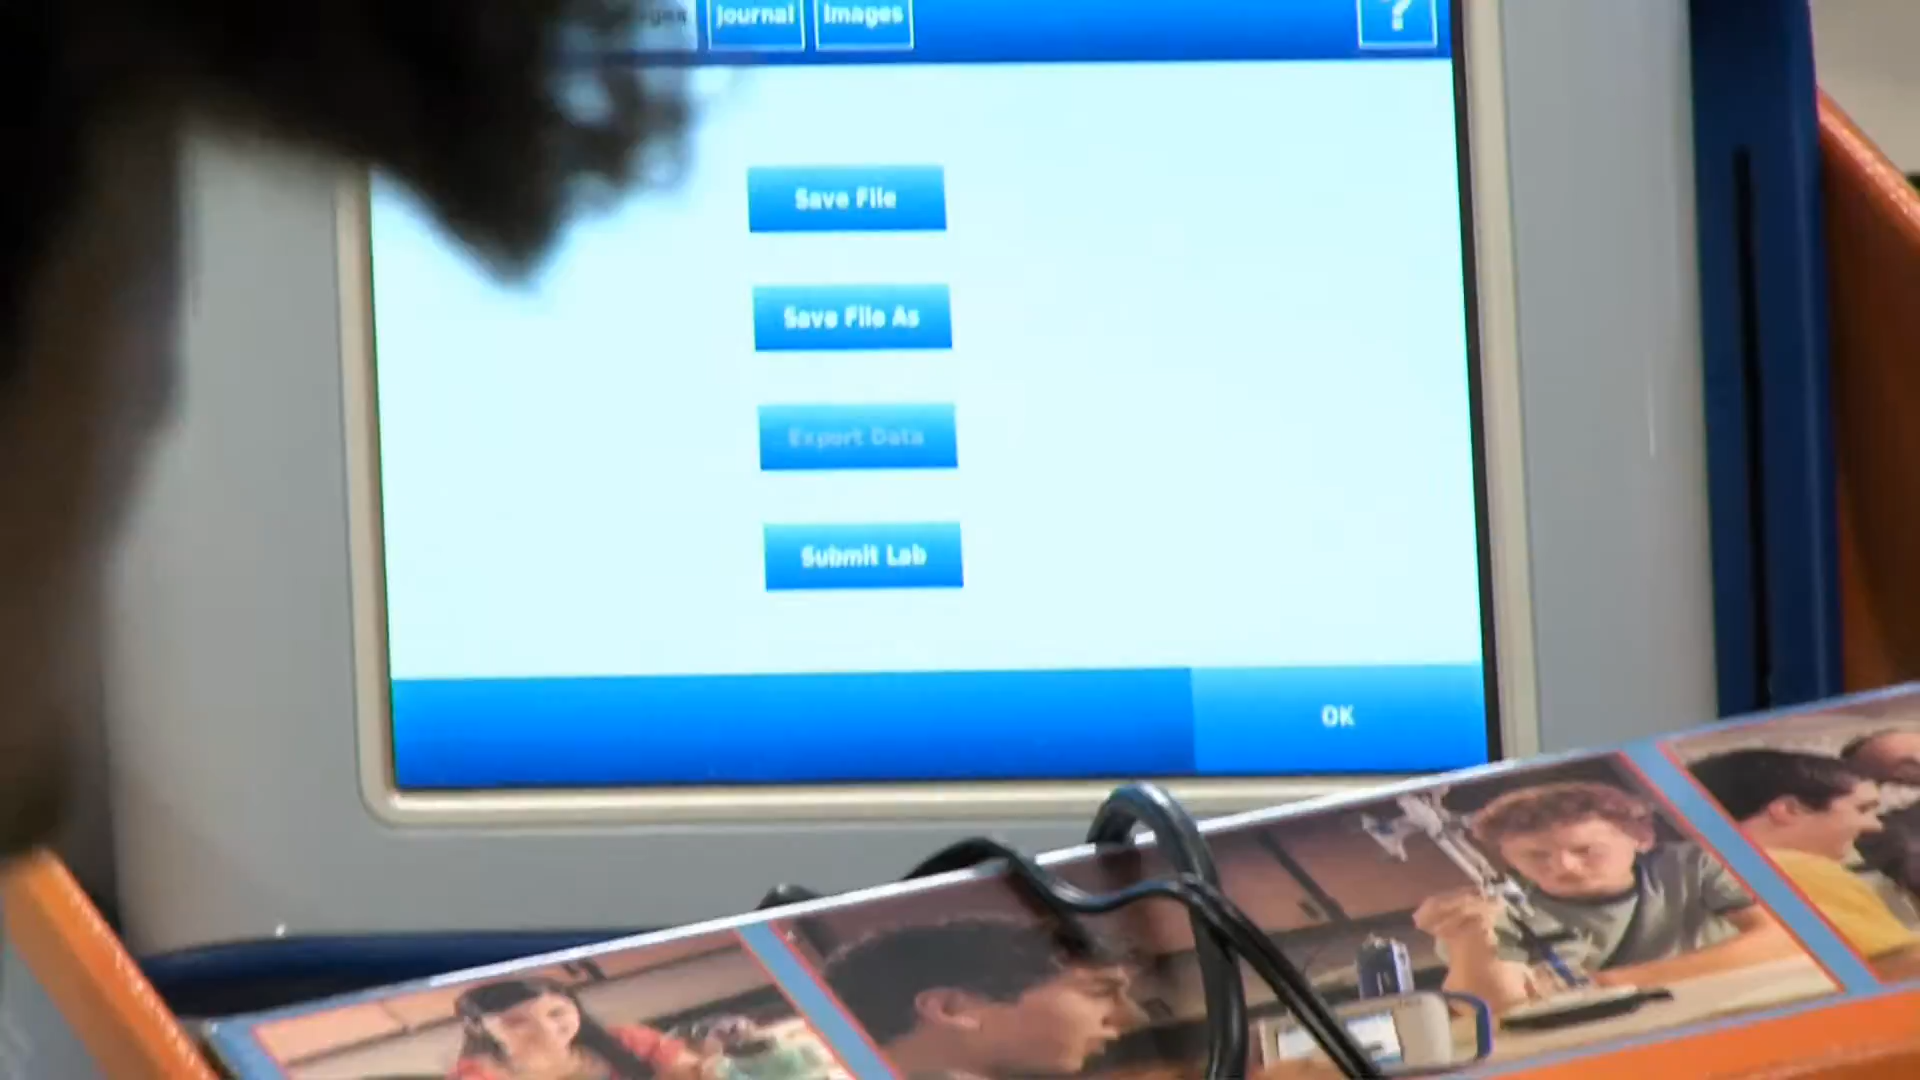 Journal
Images
?
Save File
Save File As
Export Data
Submit Lab
OK